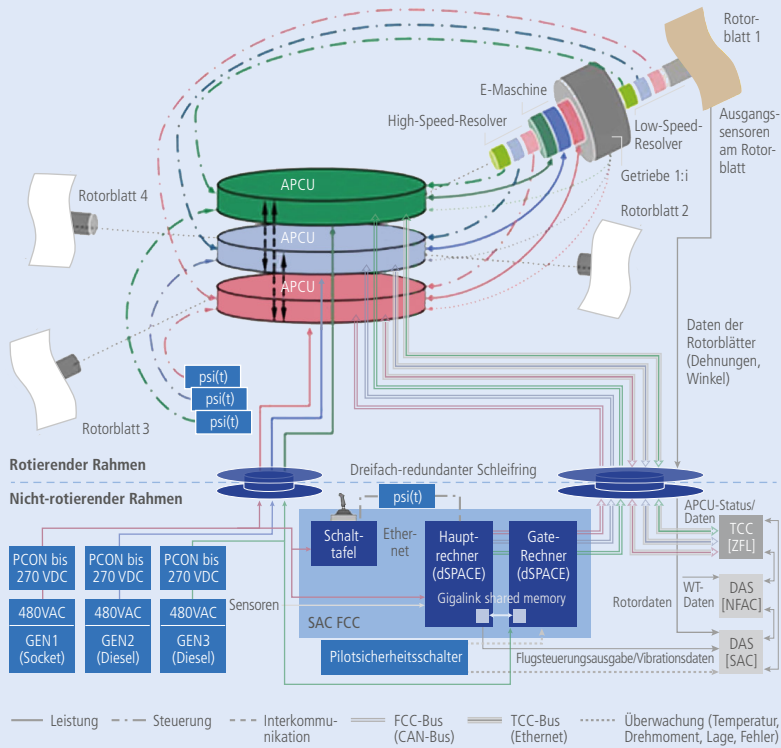 Rotor-
blatt 1
E-Maschine
High-Speed-Resolver
Low-Speed-
Resolver
Ausgangs-
sensoren
am Rotor-
blatt
Getriebe 1:i
APCU
Rotorblatt 4
Rotorblatt 2
APCU
APCU
Daten der
Rotorblätter
(Dehnungen,
Winkel)
psi(t)
psi(t)
psi(t)
Rotorblatt 3
Rotierender Rahmen
Dreifach-redundanter Schleifring
Nicht-rotierender Rahmen
psi(t)
APCU-Status/
Daten
TCC
[ZFL]
Schalt-
tafel
Ether-
net
Haupt-
rechner
(dSPACE)
Gate-
Rechner
(dSPACE)
PCON bis
270 VDC
PCON bis
270 VDC
PCON bis
270 VDC
WT-
Daten
DAS
[NFAC]
Gigalink shared memory
Sensoren
Rotordaten
480VAC
480VAC
480VAC
SAC FCC
GEN1
(Socket)
GEN2
(Diesel)
GEN3
(Diesel)
Pilotsicherheitsschalter
Flugsteuerungsausgabe/Vibrationsdaten
DAS
[SAC]
Leistung
Steuerung
Interkommu-
nikation
FCC-Bus
(CAN-Bus)
TCC-Bus
(Ethernet)
Überwachung (Temperatur,
Drehmoment, Lage, Fehler)